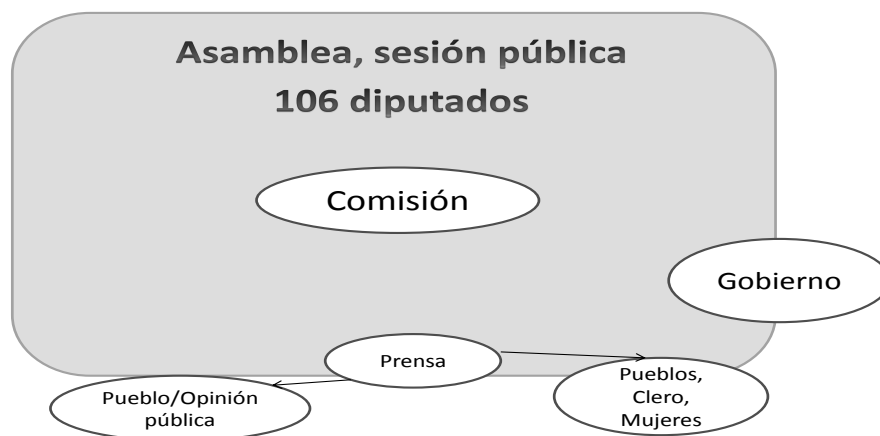 Asamblea, sesión pública
106 diputados
Comisión
Gobierno
Prensa
Pueblo/Opinión
pública
Pueblos,
Clero,
Mujeres